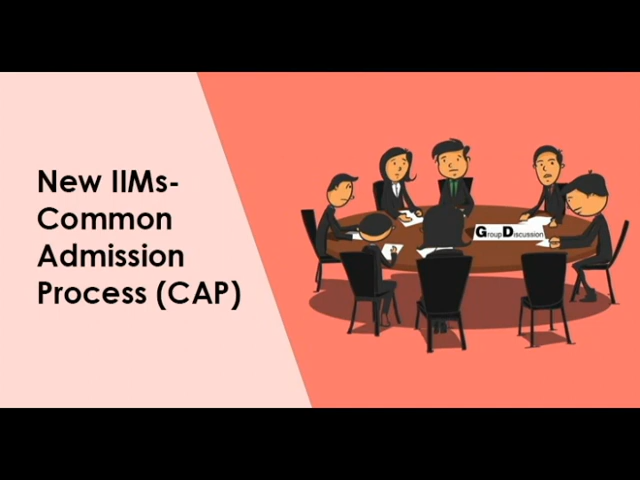 New IIMs-
Common
Admission
Process (CAP)
Group Discussion